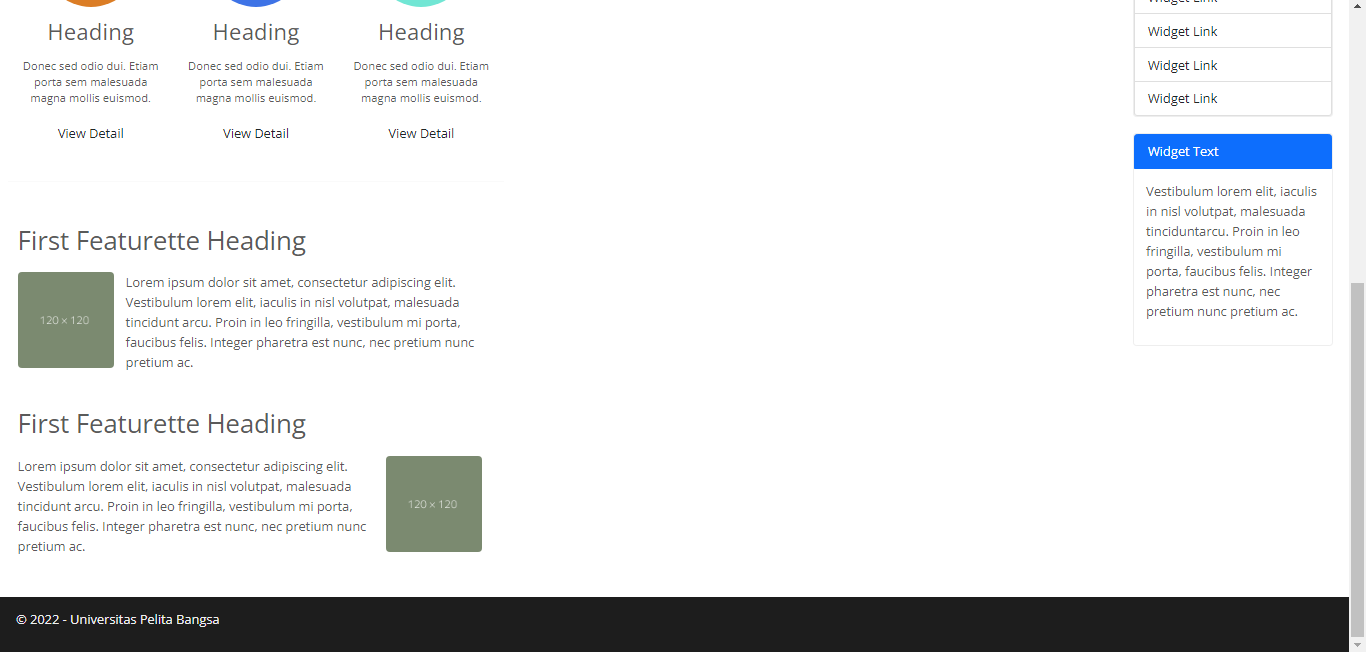 Heading
Donec sed odio dui. Etiam
porta sem malesuada
magna mollis euismod.
View Detail
Heading
Donec sed odio dui. Etiam
porta sem malesuada
magna mollis euismod.
View Detail
Heading
Donec sed odio dui. Etiam
porta sem malesuada
magna mollis euismod.
View Detail
First Featurette Heading
120 × 120
Lorem ipsum dolor sit amet, consectetur adipiscing elit.
Vestibulum lorem elit, iaculis in nisl volutpat, malesuada
tincidunt arcu. Proin in leo fringilla, vestibulum mi porta,
faucibus felis. Integer pharetra est nunc, nec pretium nunc
pretium ac.
First Featurette Heading
Lorem ipsum dolor sit amet, consectetur adipiscing elit.
Vestibulum lorem elit, iaculis in nisl volutpat, malesuada
tincidunt arcu. Proin in leo fringilla, vestibulum mi porta,
faucibus felis. Integer pharetra est nunc, nec pretium nunc
pretium ac.
120 × 120
Widget Link
Widget Link
Widget Link
Widget Link
Widget Text
Vestibulum lorem elit, iaculis
in nisl volutpat, malesuada
tinciduntarcu. Proin in leo
fringilla, vestibulum mi
porta, faucibus felis. Integer
pharetra est nunc, nec
pretium nunc pretium ac.
© 2022 - Universitas Pelita Bangsa